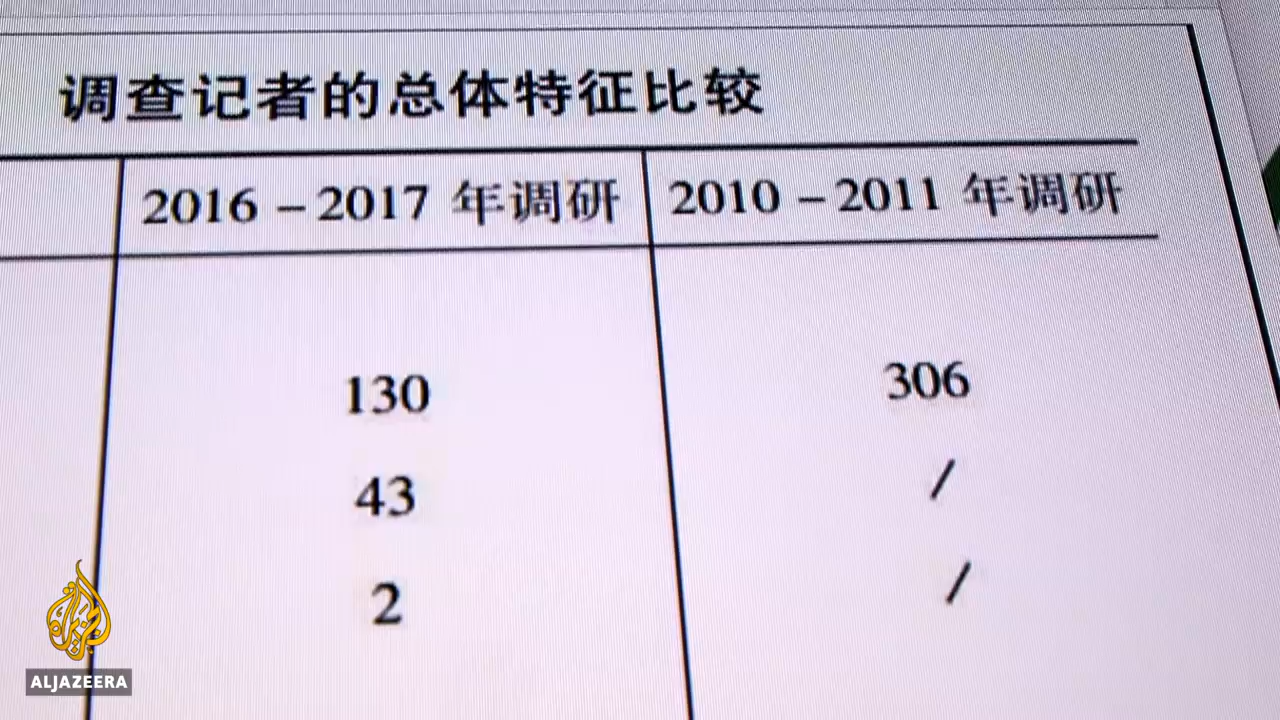 调查记者的总体特征比较
2016 – 2017 年调研 2010 – 2011 年调研
130 306
43 /
2 /
الجزيرة
ALJAZEERA